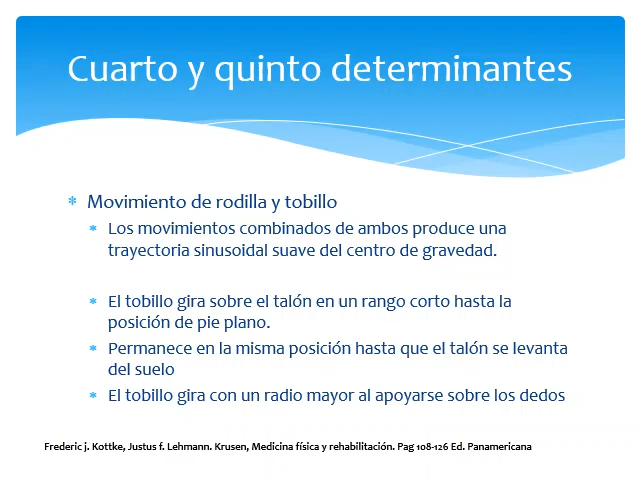 Cuarto y quinto determinantes
Movimiento de rodilla y tobillo
Los movimientos combinados de ambos produce una
trayectoria sinusoidal suave del centro de gravedad.
El tobillo gira sobre el talón en un rango corto hasta la
posición de pie plano.
Permanece en la misma posición hasta que el talón se levanta
del suelo
El tobillo gira con un radio mayor al apoyarse sobre los dedos
Frederic j. Kottke, Justus f. Lehmann. Krusen, Medicina física y rehabilitación. Pag 108-126 Ed. Panamericana